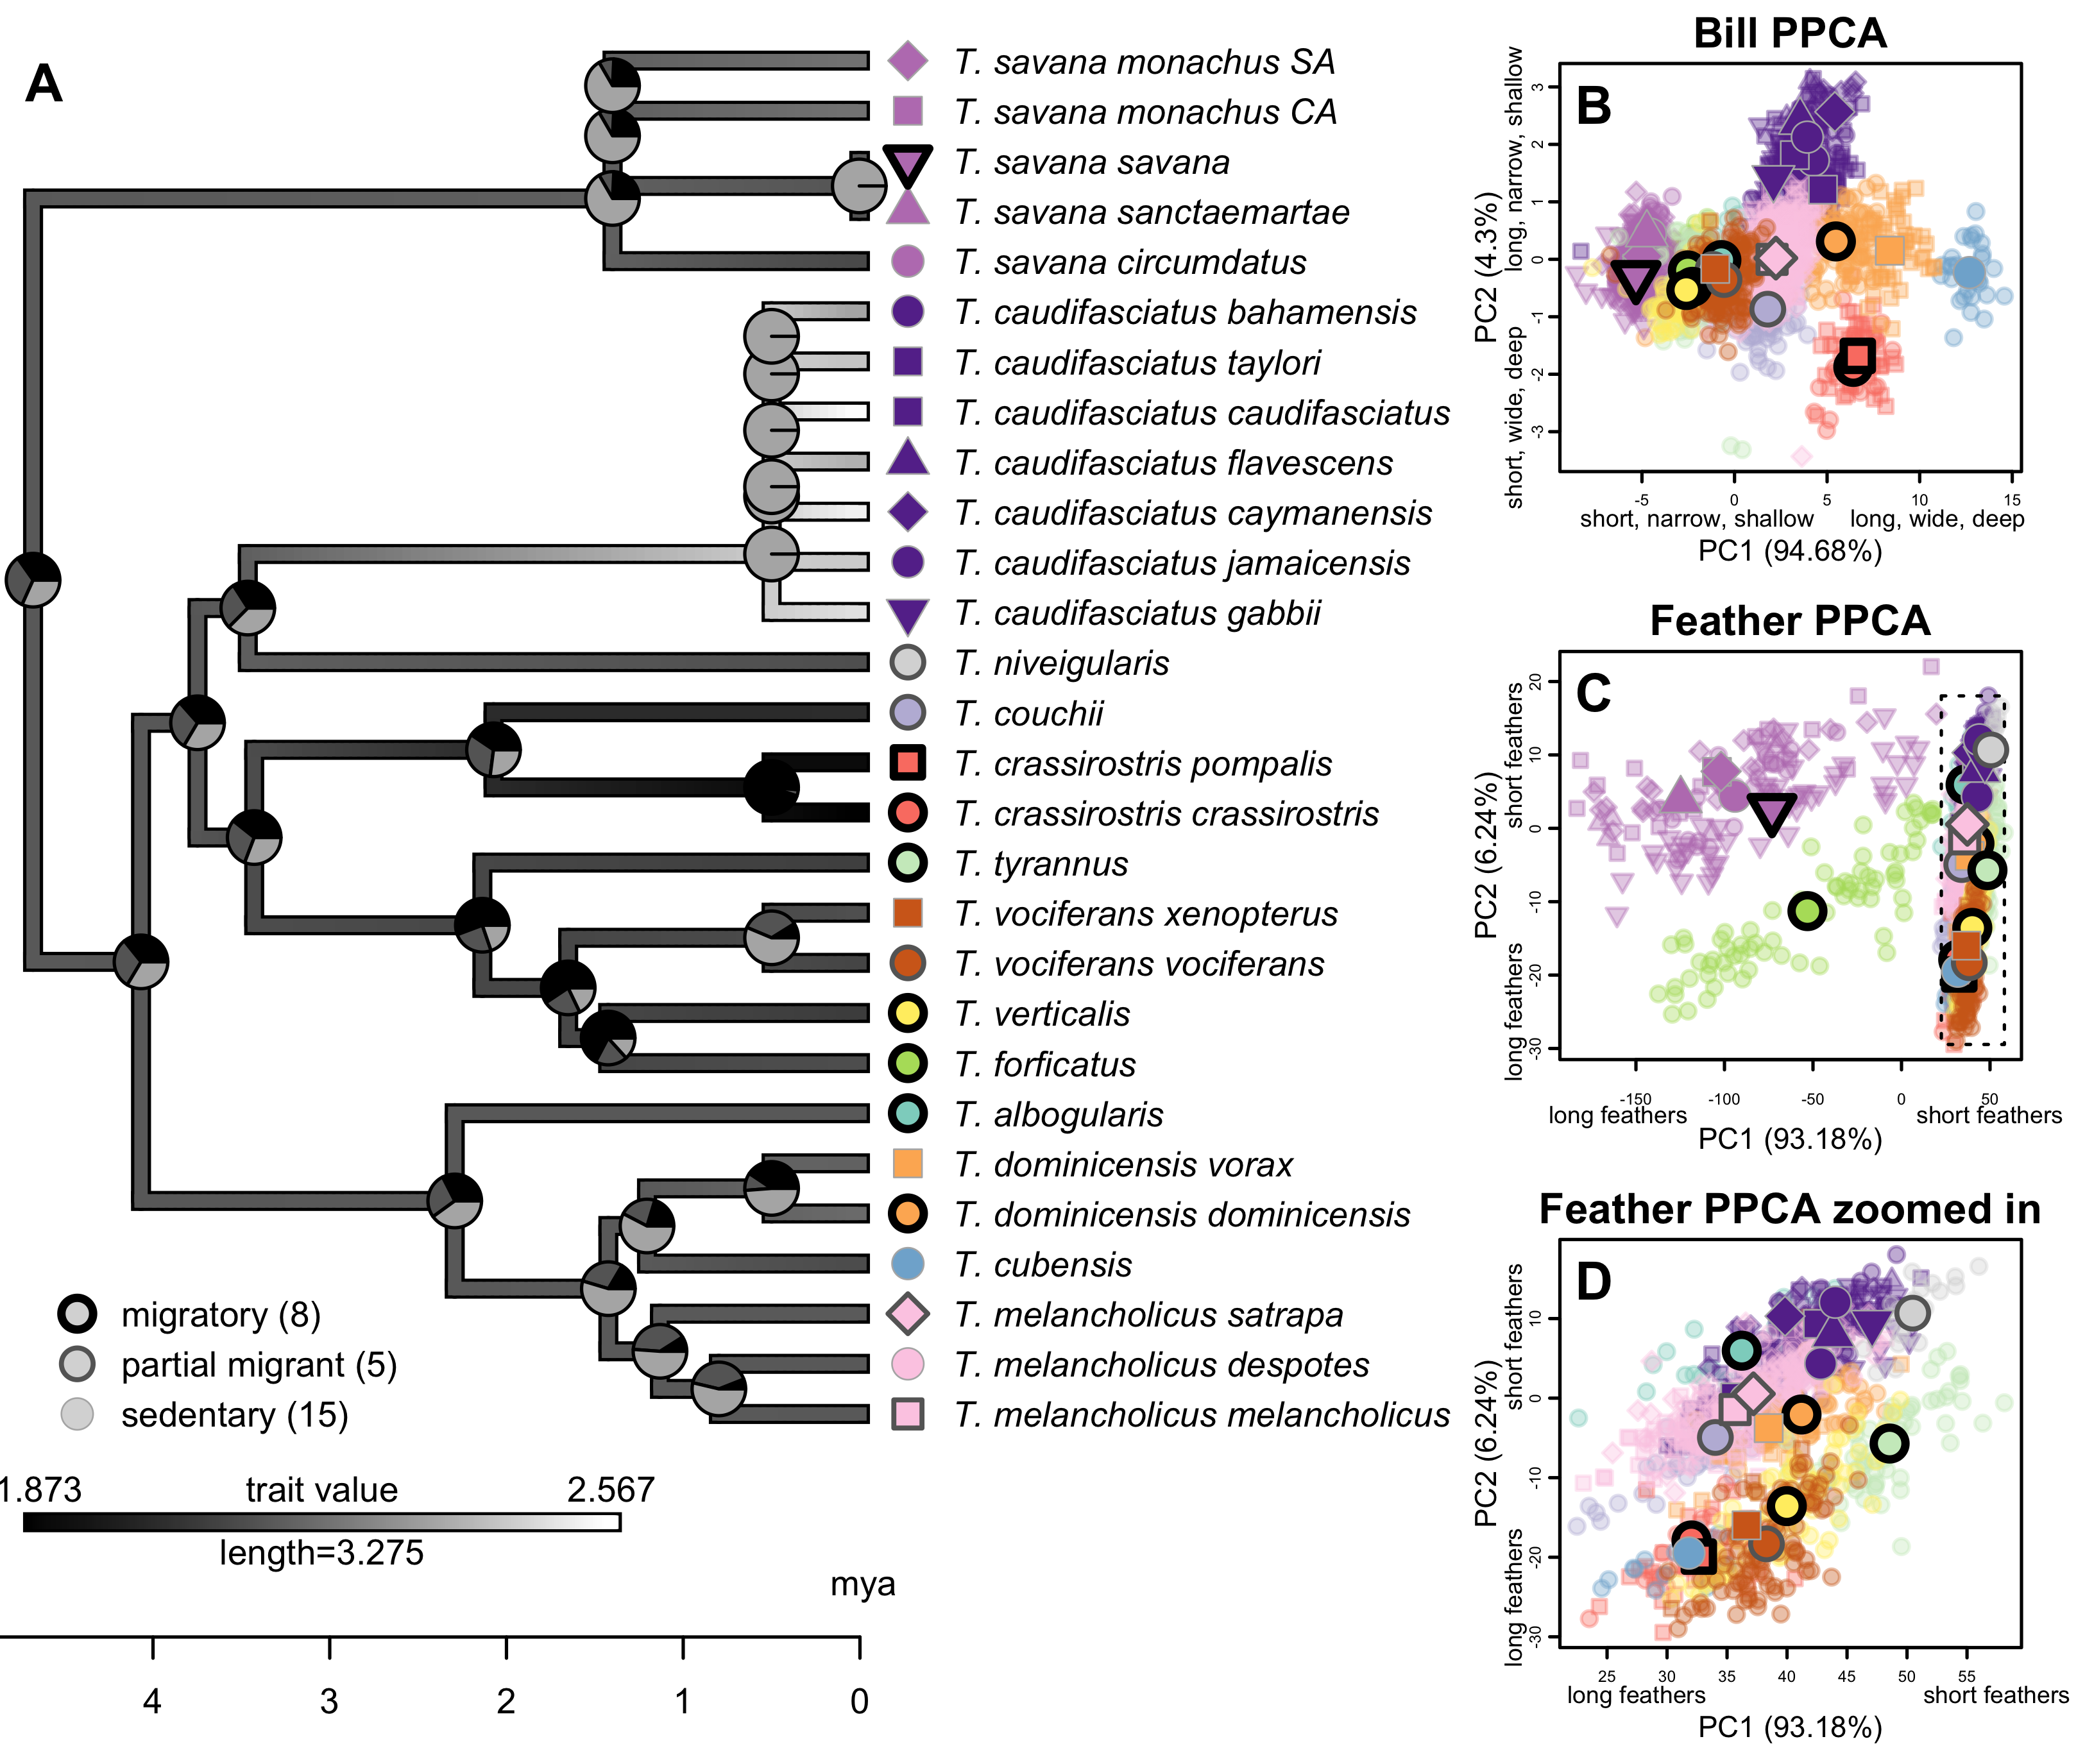 A
T. savana monachus SA
T. savana monachus CA
T. savana savana
T. savana sanctaemartae
T. savana circumdatus
T. caudifasciatus bahamensis
T. caudifasciatus taylori
T. caudifasciatus caudifasciatus
T. caudifasciatus flavescens
T. caudifasciatus caymanensis
T. caudifasciatus jamaicensis
T. caudifasciatus gabbii
T. niveigularis
T. couchii
T. crassirostris pompalis
T. crassirostris crassirostris
T. tyrannus
T. vociferans xenopterus
T. vociferans vociferans
T. verticalis
T. forficatus
T. albogularis
T. dominicensis vorax
T. dominicensis dominicensis
T. cubensis
T. melancholicus satrapa
T. melancholicus despotes
T. melancholicus melancholicus
migratory (8)
partial migrant (5)
sedentary (15)
1.873 trait value 2.567
length=3.275
mya
4 3 2 1 0
Bill PPCA
B
PC2 (4.3%)
short, wide, deep long, narrow, shallow
3
2
1
0
-1
-2
-3
-5 0 5 10 15
short, narrow, shallow long, wide, deep
PC1 (94.68%)
Feather PPCA
C
PC2 (6.24%)
long feathers short feathers
20
10
0
-10
-20
-30
-150 -100 -50 0 50
long feathers short feathers
PC1 (93.18%)
Feather PPCA zoomed in
D
PC2 (6.24%)
long feathers short feathers
10
0
-10
-20
-30
25 30 35 40 45 50 55
long feathers short feathers
PC1 (93.18%)